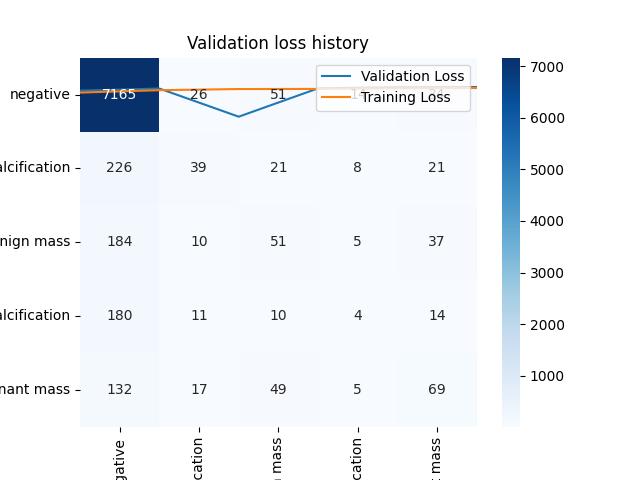 Validation loss history
Validation Loss
Training Loss
negative 7165 26 51
alcification 226 39 21 8 21
nign mass 184 10 51 5 37
alcification 180 11 10 4 14
nant mass 132 17 49 5 69
gative
cation
mass
cation
mass
7000
6000
5000
4000
3000
2000
1000